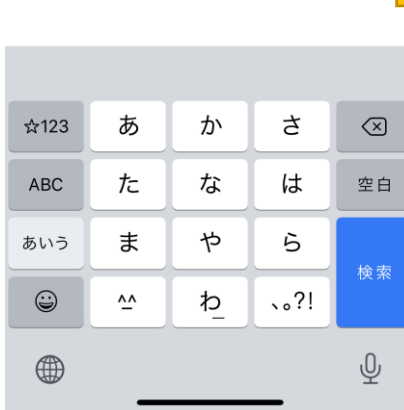 ☆123 あ か さ
ABC た な は 空白
あいう ま や ら 検索
^_^ わ_ 、。?!